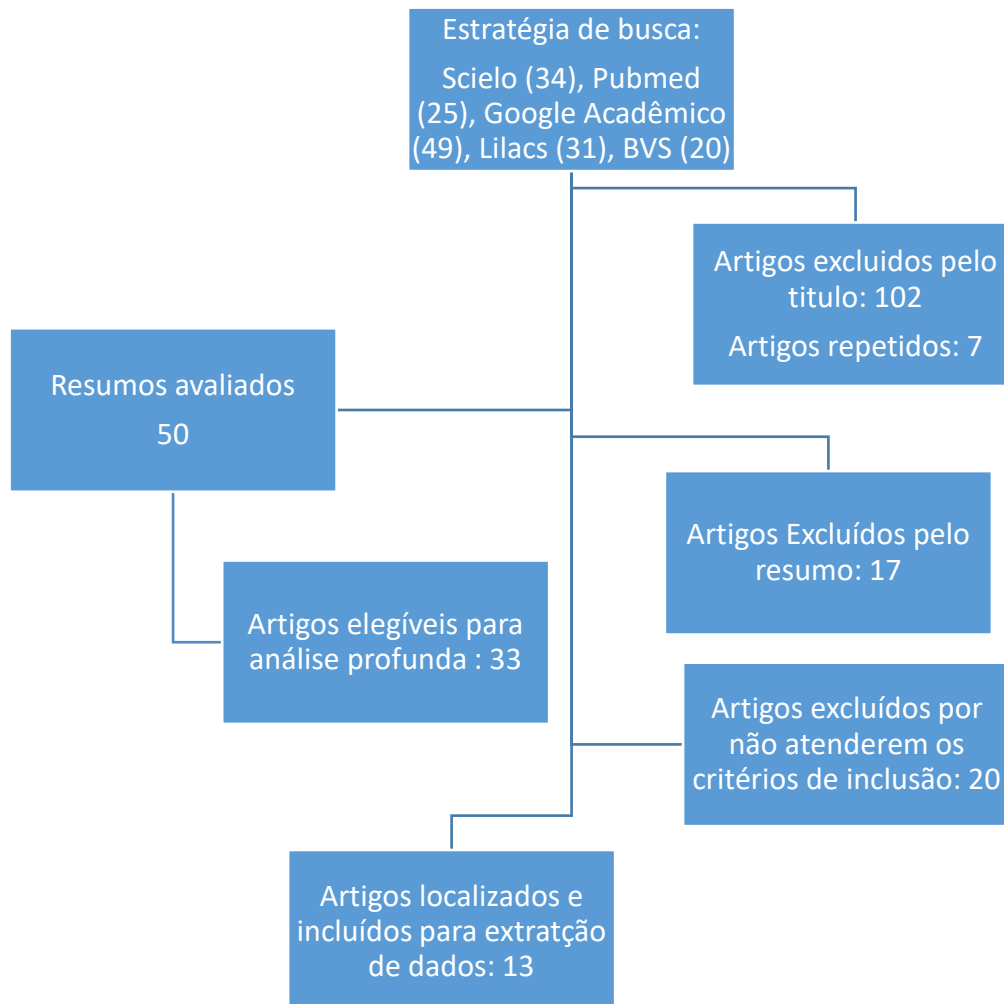 Estratégia de busca:
Scielo (34), Pubmed
(25), Google Acadêmico
(49), Lilacs (31), BVS (20)
Artigos excluidos pelo
titulo: 102
Artigos repetidos: 7
Resumos avaliados
50
Artigos Excluídos pelo
resumo: 17
Artigos elegíveis para
análise profunda : 33
Artigos excluídos por
não atenderem os
critérios de inclusão: 20
Artigos localizados e
incluídos para extratção
de dados: 13